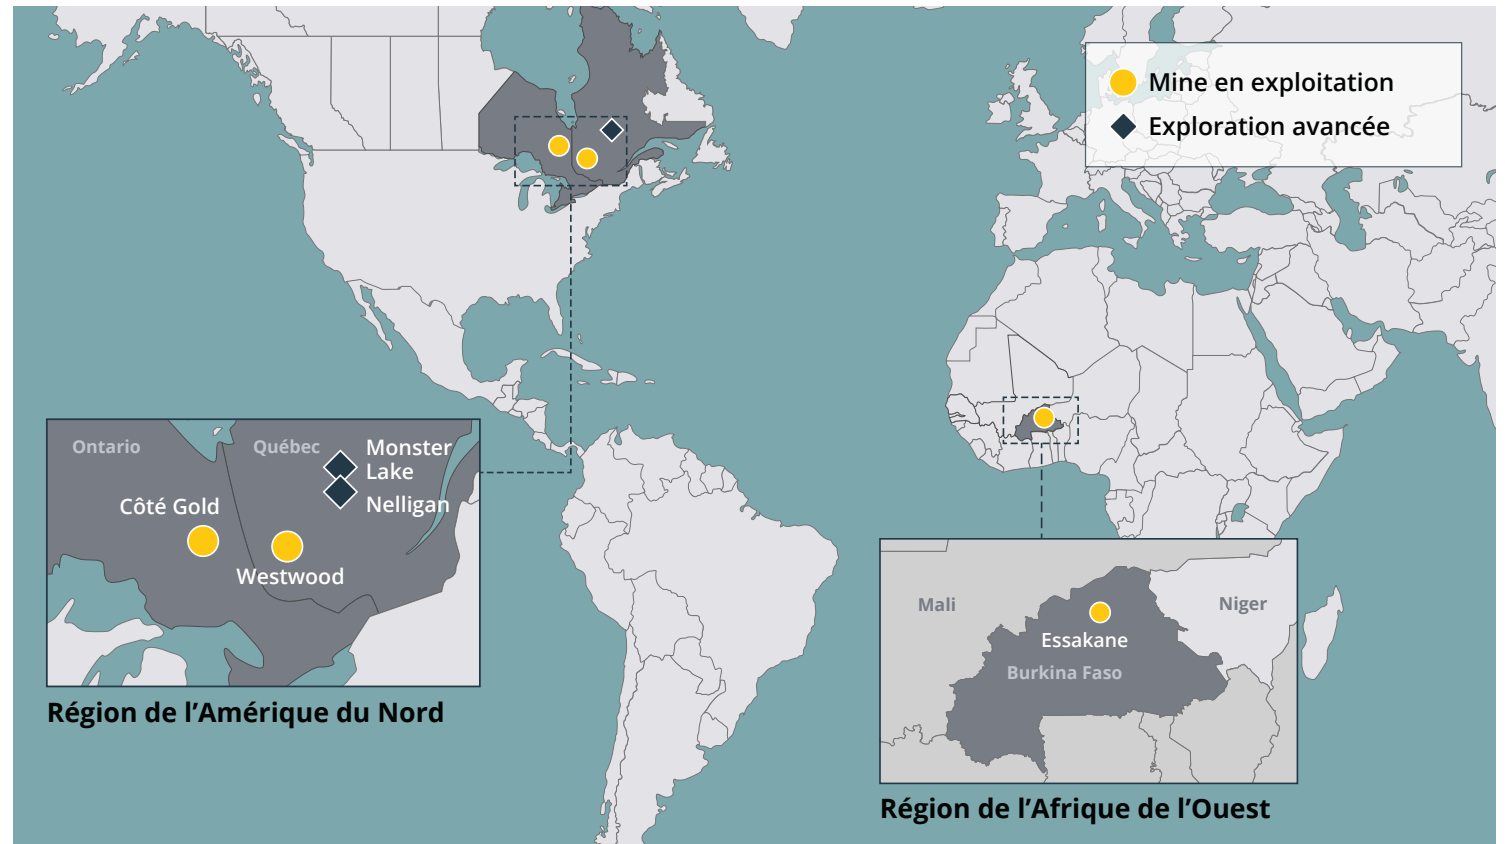 Mine en exploitation
Exploration avancée
Ontario
Québec
Monster
Lake
Nelligan
Côté Gold
Westwood
Région de l’Amérique du Nord
Mali
Niger
Essakane
Burkina Faso
Région de l’Afrique de l’Ouest